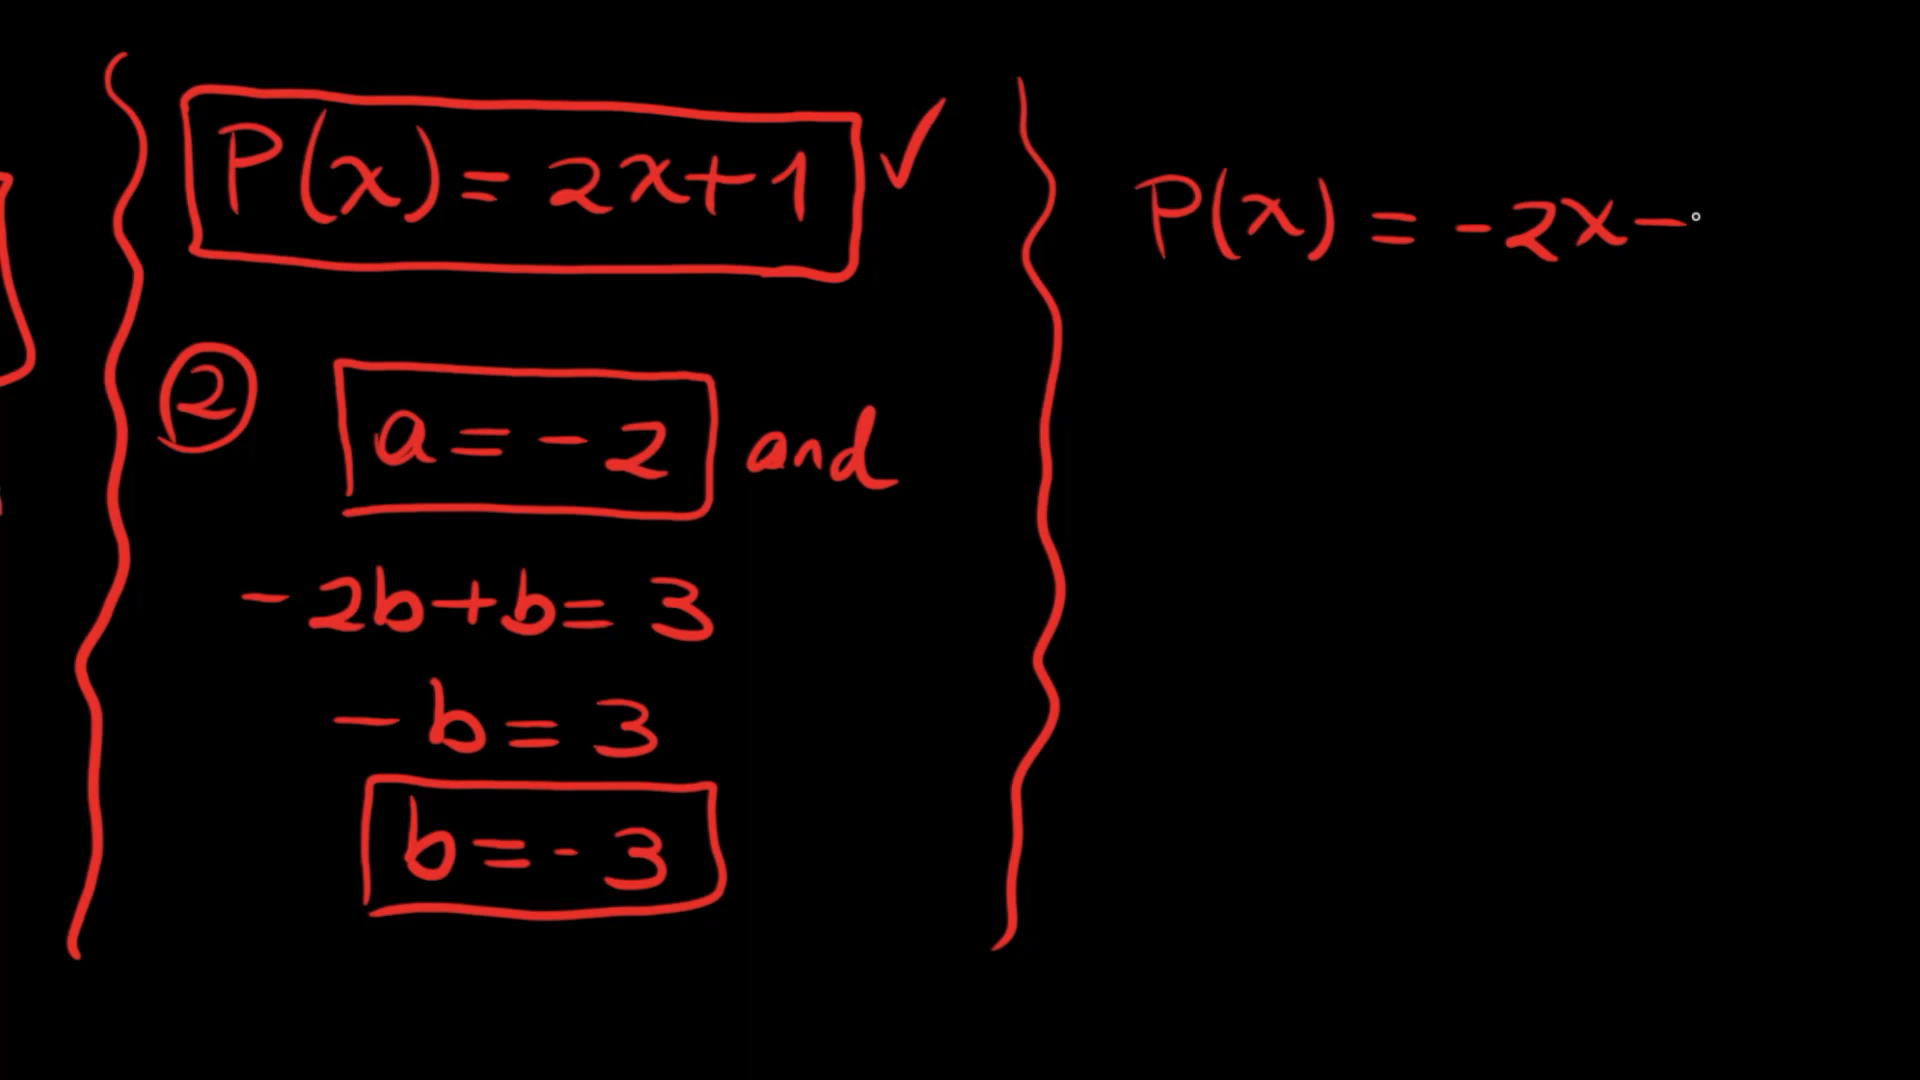 P(x) = 2x+1 ✓
② a = -2 and
-2b+b = 3
-b = 3
b = -3
P(x) = -2x-